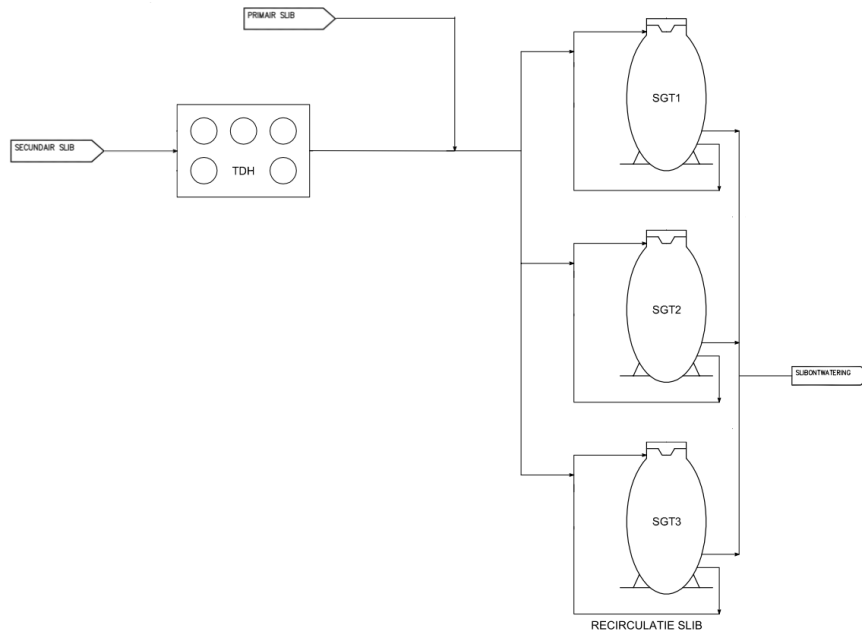 PRIMAIR SLIB
SGT1
SECUNDAIR SLIB
TDH
SGT2
SLIBONTWATERING
SGT3
RECIRCULATIE SLIB